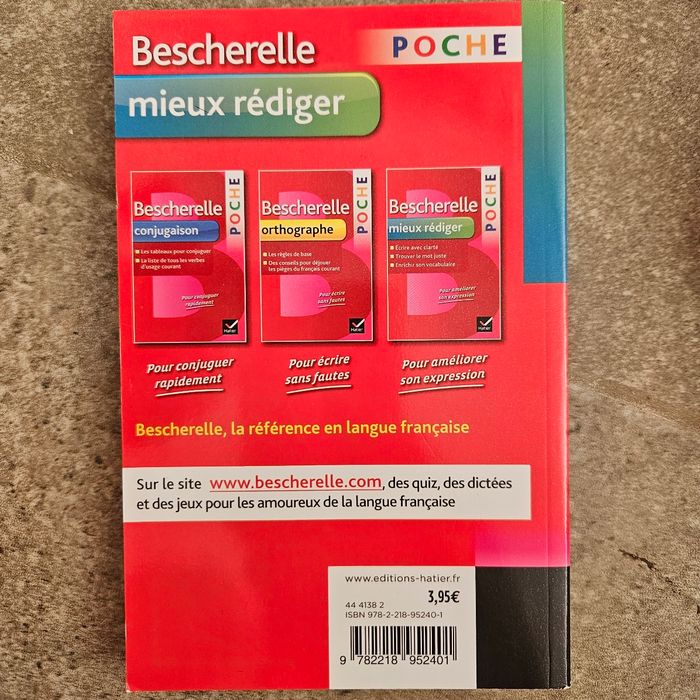 Bescherelle
POCHE
mieux rédiger
Bescherelle
POCHE
conjugaison
Les tableaux pour conjuguer
La liste de tous les verbes
d'usage courant
Pour conjuguer
rapidement
Hatier
Bescherelle
POCHE
orthographe
Les règles de base
Des conseils pour déjouer
les pièges du français courant
Pour écrire
sans fautes
Hatier
Bescherelle
POCHE
mieux rédiger
Écrire avec clarté
Trouver le mot juste
Enrichir son vocabulaire
Pour améliorer
son expression
Hatier
Pour conjuguer
rapidement
Pour écrire
sans fautes
Pour améliorer
son expression
Bescherelle, la référence en langue française
Sur le site www.bescherelle.com, des quiz, des dictées
et des jeux pour les amoureux de la langue française
www.editions-hatier.fr
3,95€
44 4138 2
ISBN 978-2-218-95240-1
9 782218 952401